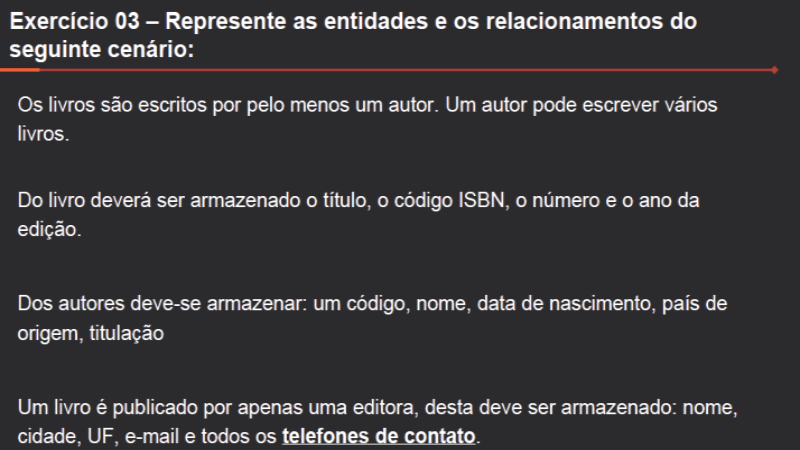 Exercício 03 – Represente as entidades e os relacionamentos do
seguinte cenário:
Os livros são escritos por pelo menos um autor. Um autor pode escrever vários
livros.
Do livro deverá ser armazenado o título, o código ISBN, o número e o ano da
edição.
Dos autores deve-se armazenar: um código, nome, data de nascimento, país de
origem, titulação
Um livro é publicado por apenas uma editora, desta deve ser armazenado: nome,
cidade, UF, e-mail e todos os telefones de contato.